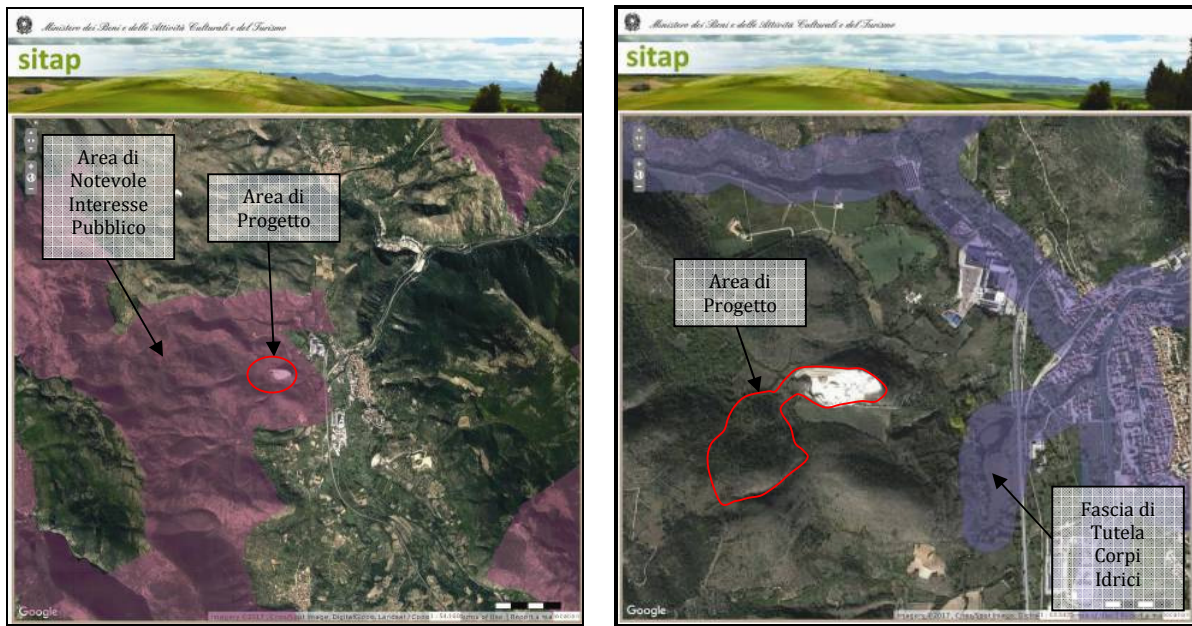 Ministero dei Beni e delle Attività Culturali e del Turismo
sitap
Area di
Notevole
Interesse
Pubblico
Area di
Progetto
Google
Ministero dei Beni e delle Attività Culturali e del Turismo
sitap
Area di
Progetto
Fascia di
Tutela
Corpi
Idrici
Google